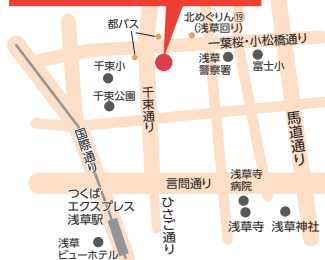 都バス
北めぐりん⑲
(浅草回り)
一葉桜・小松橋通り
千束小
浅草
警察署
富士小
千束公園
千束通り
国際通り
馬道通り
言問通り
浅草寺
病院
つくば
エクスプレス
浅草駅
ひさご通り
浅草寺
浅草神社
浅草
ビューホテル